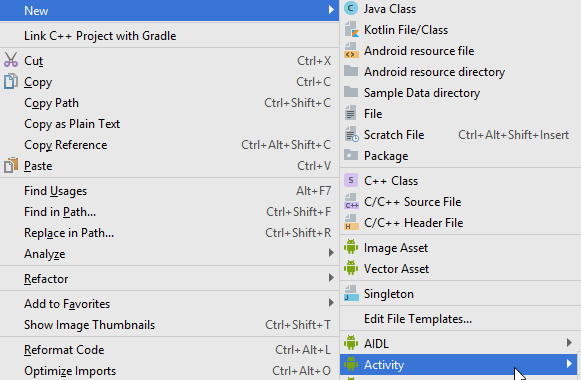 New
Link C++ Project with Gradle
Cut Ctrl+X
Copy Ctrl+C
Copy Path Ctrl+Shift+C
Copy as Plain Text
Copy Reference Ctrl+Alt+Shift+C
Paste Ctrl+V
Find Usages Alt+F7
Find in Path... Ctrl+Shift+F
Replace in Path... Ctrl+Shift+R
Analyze
Refactor
Add to Favorites
Show Image Thumbnails Ctrl+Shift+T
Reformat Code Ctrl+Alt+L
Optimize Imports Ctrl+Alt+O
C Java Class
Kotlin File/Class
Android resource file
Android resource directory
Sample Data directory
File
Scratch File Ctrl+Alt+Shift+Insert
Package
S C++ Class
C++ C/C++ Source File
H C/C++ Header File
Image Asset
Vector Asset
J Singleton
Edit File Templates...
AIDL
Activity